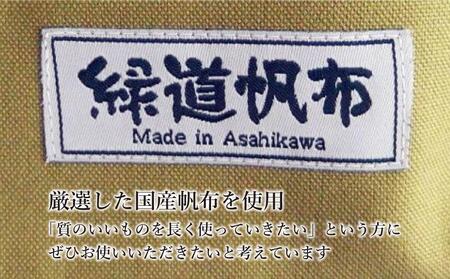 緑道帆布
Made in Asahikawa
厳選した国産帆布を使用
「質のいいものを長く使っていきたい」という方に
ぜひお使いいただきたいと考えています